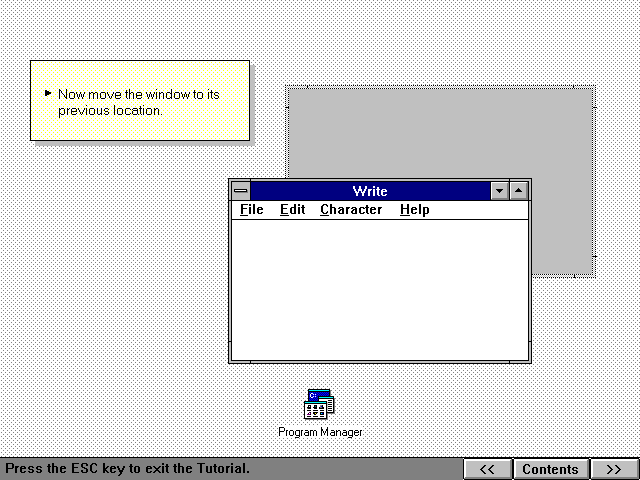 Now move the window to its
previous location.
Write
File Edit Character Help
Program Manager
Press the ESC key to exit the Tutorial. << Contents >>